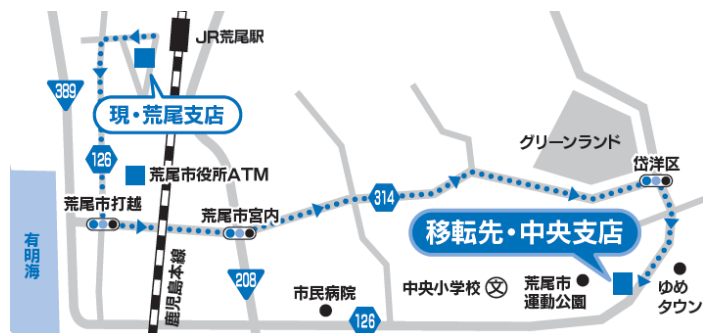 JR荒尾駅
389
現・荒尾支店
グリーンランド
126
荒尾市役所ATM
岱洋区
荒尾市打越
314
荒尾市宮内
移転先・中央支店
有明海
鹿児島本線
208
市民病院
中央小学校
文
荒尾市
運動公園
ゆめ
タウン
126